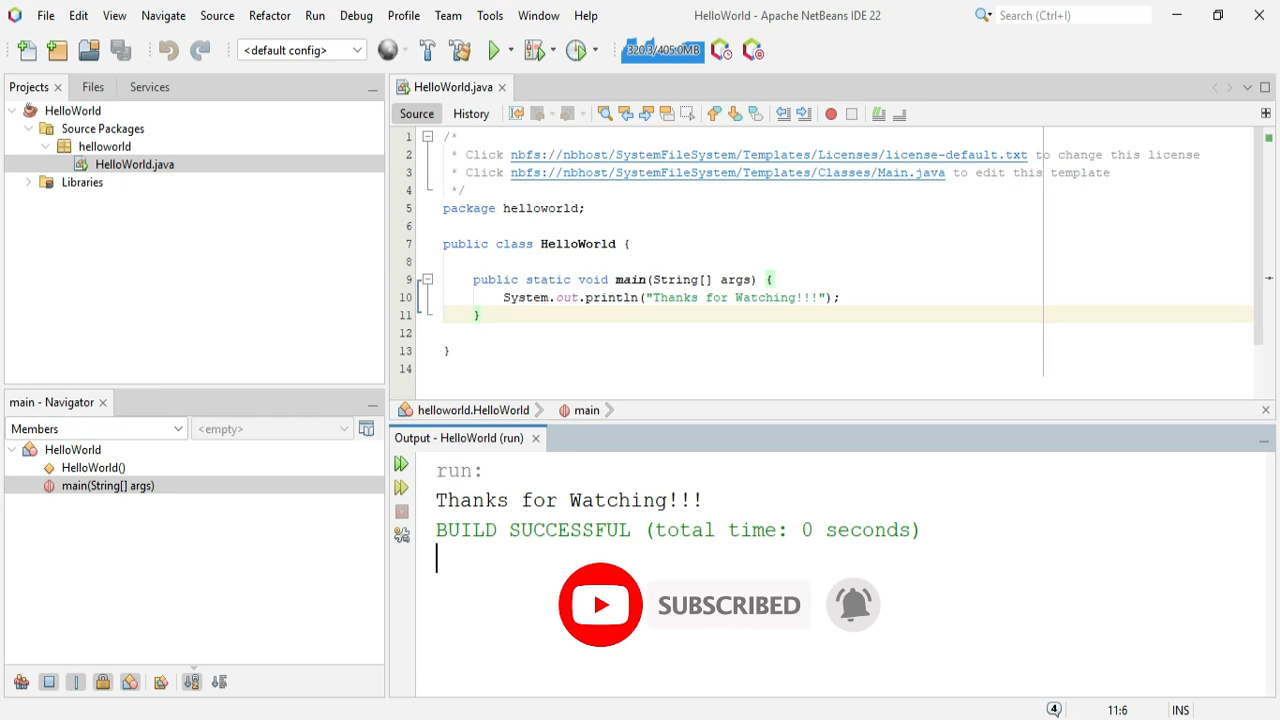 File Edit View Navigate Source Refactor Run Debug Profile Team Tools Window Help
HelloWorld - Apache NetBeans IDE 22
Search (Ctrl+I)
<default config>
320.3/405.0MB
Projects Files Services
HelloWorld
Source Packages
helloworld
HelloWorld.java
Libraries
HelloWorld.java
Source History
1 /*
2 * Click nbfs://nbhost/SystemFileSystem/Templates/Licenses/license-default.txt to change this license
3 * Click nbfs://nbhost/SystemFileSystem/Templates/Classes/Main.java to edit this template
4 */
5 package helloworld;
6
7 public class HelloWorld {
8
9 public static void main(String[] args) {
10 System.out.println("Thanks for Watching!!!");
11 }
12
13 }
14
helloworld.HelloWorld main
main - Navigator
Members <empty>
HelloWorld
HelloWorld()
main(String[] args)
Output - HelloWorld (run)
run:
Thanks for Watching!!!
BUILD SUCCESSFUL (total time: 0 seconds)
SUBSCRIBED
4 11:6 INS